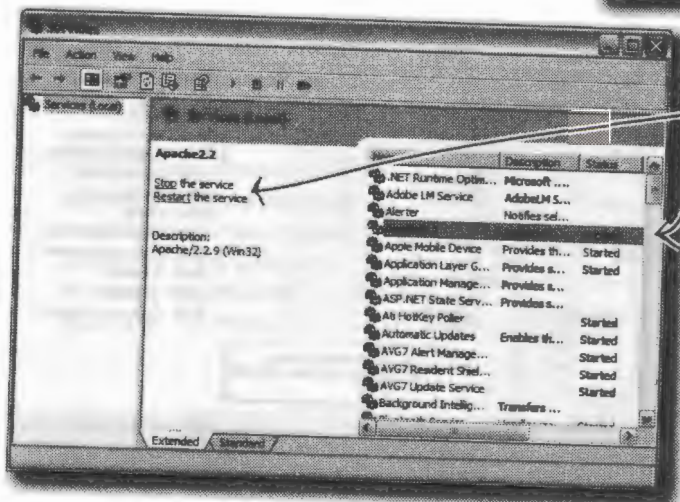 Services
File Action View Help
Services (Local)
Services (Local)
Apache2.2
Stop the service
Restart the service
Description:
Apache/2.2.9 (Win32)
Description Status
.NET Runtime Optim... Microsoft ....
Adobe LM Service AdobeLM S...
Alerter Notifies sel...
Apple Mobile Device Provides th... Started
Application Layer G... Provides s... Started
Application Manage... Provides s...
ASP.NET State Serv... Provides s...
Ati HotKey Poller Started
Automatic Updates Enables th... Started
AVG7 Alert Manage... Started
AVG7 Resident Shiel... Started
AVG7 Update Service Started
Background Intellig... Transfers ...
Extended Standard